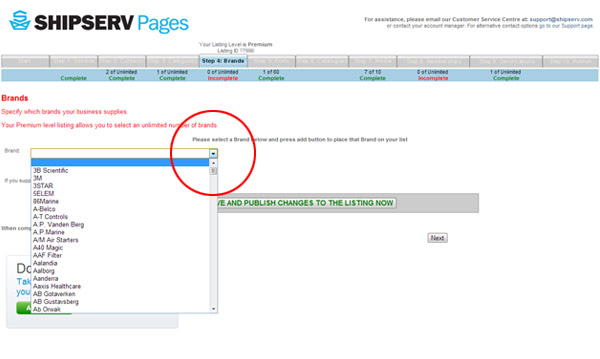 SHIPSERV Pages
For assistance, please email our Customer Service Centre at: support@shipserv.com
or contact your account manager. For alternative contact options go to our Support page.
Your Listing Level is Premium
Listing ID
Start
Step 4: Brands
2 of Unlimited 1 of Unlimited 0 of Unlimited 1 of 60 7 of 10 0 of Unlimited 1 of Unlimited
Complete Complete Complete Incomplete Complete Complete Incomplete Complete
Brands
Specify which brands your business supplies.
Your Premium level listing allows you to select an unlimited number of brands.
Please select a Brand below and press add button to place that Brand on your list
Brand:
3B Scientific
3M
3STAR
5ELEM
86Marine
A-Belco
A-T Controls
A.P. Vanden Berg
A.P.Marine
A/M Air Starters
A40 Magic
AAF Filter
Aalandia
Aalborg
Aanderra
Aaxis Healthcare
AB Gotaverken
AB Gustavsberg
Ab Orwak
If you supp
VE AND PUBLISH CHANGES TO THE LISTING NOW
When comp
Next
Do
Tak
you
A